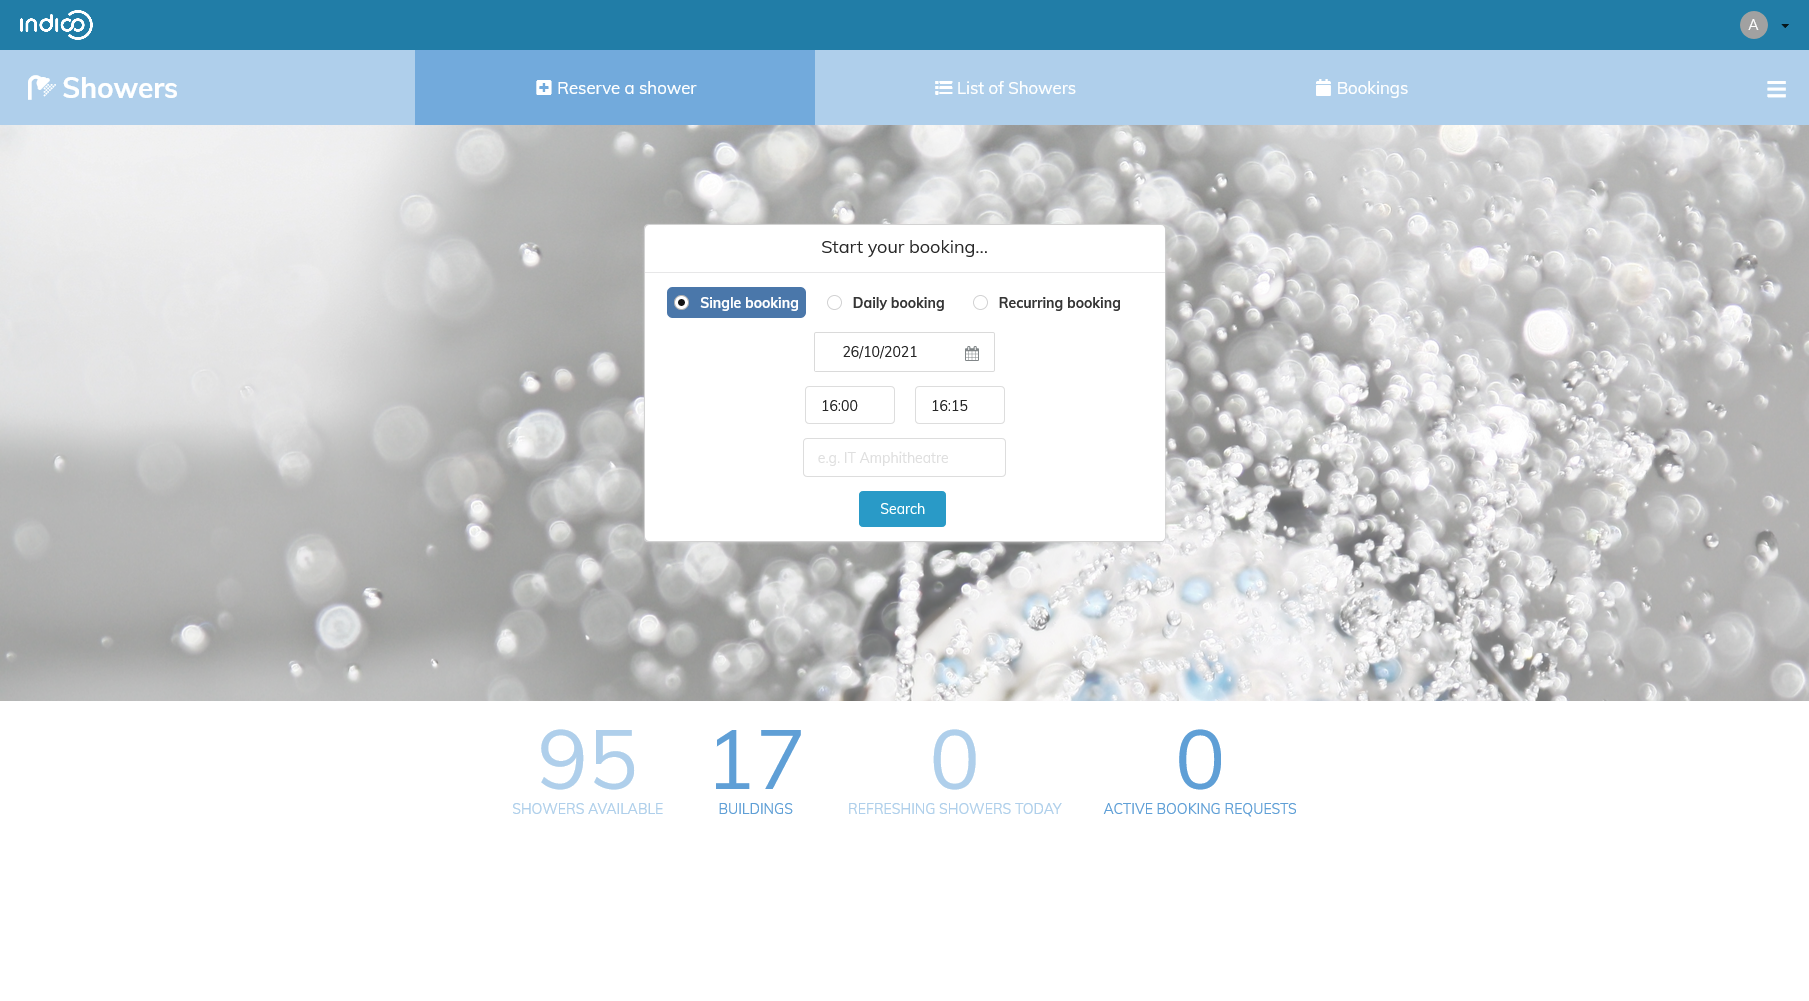 indico
A
Showers
Reserve a shower
List of Showers
Bookings
Start your booking...
Single booking
Daily booking
Recurring booking
26/10/2021
16:00
16:15
e.g. IT Amphitheatre
Search
95
17
0
0
SHOWERS AVAILABLE
BUILDINGS
REFRESHING SHOWERS TODAY
ACTIVE BOOKING REQUESTS